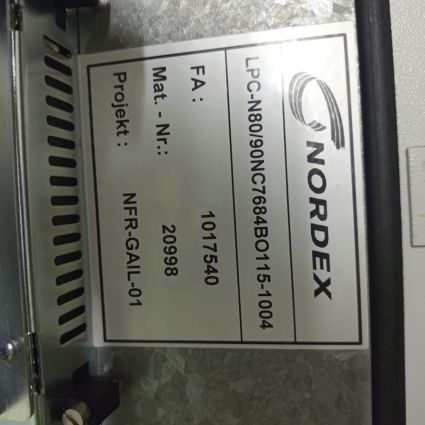 NORDEX
LPC-N80/90NC7684BO115-1004
FA : 1017540
Mat. - Nr.: 20998
Projekt : NFR-GAIL-01